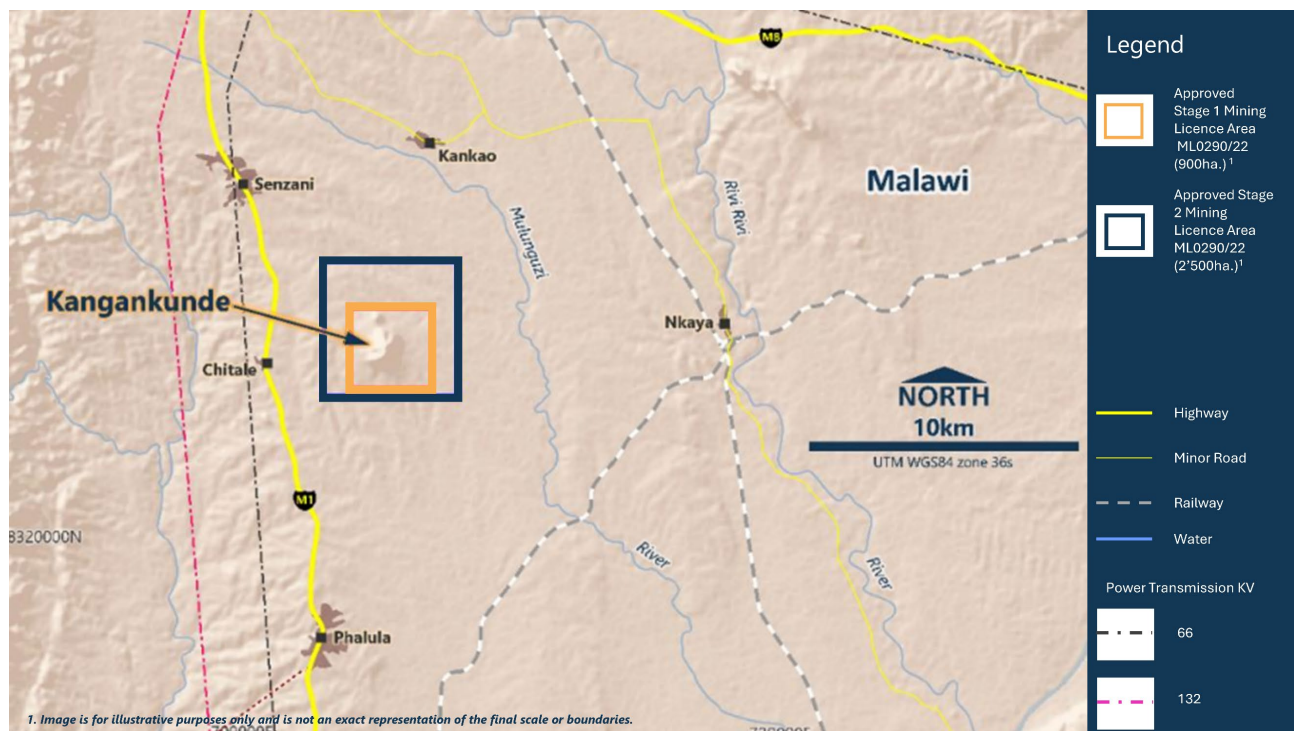 M8
Malawi
Kankao
Senzani
Rivi Rivi
Mulunguzi
Kangankunde
Nkaya
Chitale
NORTH
10km
UTM WGS84 zone 36s
M1
8320000N
River
River
Phalula
1. Image is for illustrative purposes only and is not an exact representation of the final scale or boundaries.
Legend
Approved
Stage 1 Mining
Licence Area
ML0290/22
(900ha.) 1
Approved Stage
2 Mining
Licence Area
ML0290/22
(2'500ha.)1
Highway
Minor Road
Railway
Water
Power Transmission KV
66
132